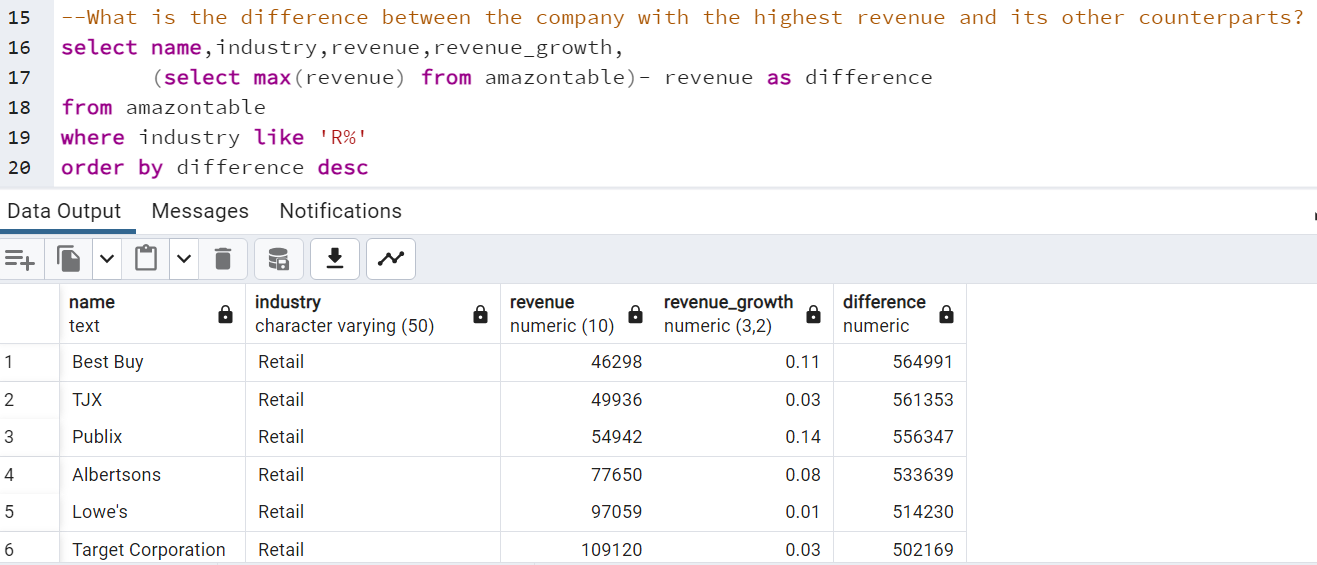 15 --What is the difference between the company with the highest revenue and its other counterparts?
16 select name,industry,revenue,revenue_growth,
17 (select max(revenue) from amazontable)- revenue as difference
18 from amazontable
19 where industry like 'R%'
20 order by difference desc
Data Output Messages Notifications
name industry revenue revenue_growth difference
text character varying (50) numeric (10) numeric (3,2) numeric
1 Best Buy Retail 46298 0.11 564991
2 TJX Retail 49936 0.03 561353
3 Publix Retail 54942 0.14 556347
4 Albertsons Retail 77650 0.08 533639
5 Lowe's Retail 97059 0.01 514230
6 Target Corporation Retail 109120 0.03 502169